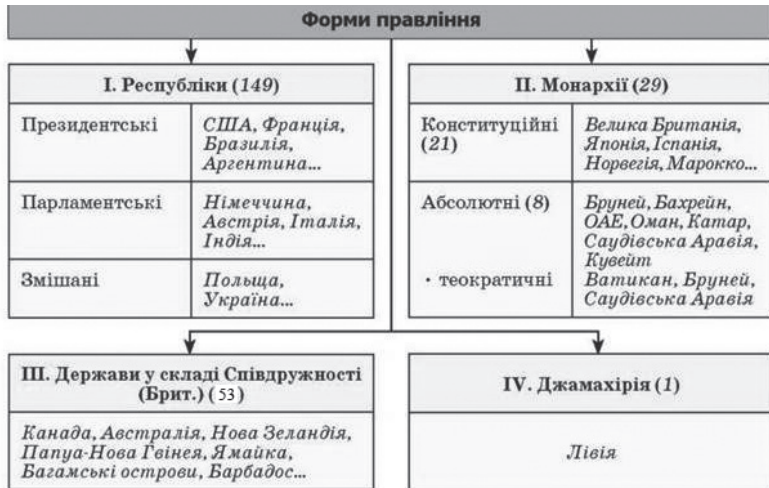 Форми правління
I. Республіки (149)
Президентські
США, Франція,
Бразилія,
Аргентина...
Парламентські
Німеччина,
Австрія, Італія,
Індія...
Змішані
Польща,
Україна...
II. Монархії (29)
Конституційні
(21)
Велика Британія,
Японія, Іспанія,
Норвегія, Марокко...
Абсолютні (8)
Бруней, Бахрейн,
ОАЕ, Оман, Катар,
Саудівська Аравія,
Кувейт
• теократичні
Ватикан, Бруней,
Саудівська Аравія
III. Держави у складі Співдружності
(Брит.) (53)
Канада, Австралія, Нова Зеландія,
Папуа-Нова Гвінея, Ямайка,
Багамські острови, Барбадос...
IV. Джамахірія (1)
Лівія